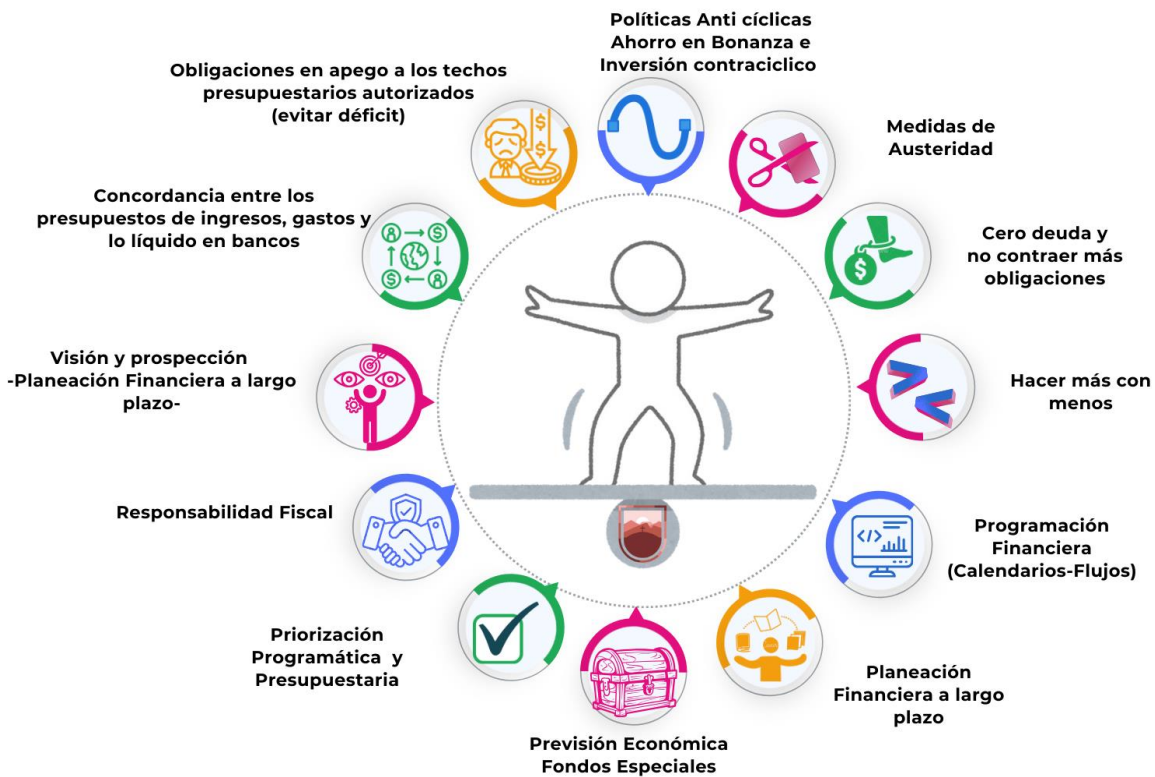 Políticas Anti cíclicas
Ahorro en Bonanza e
Inversión contraciclico
Medidas de
Austeridad
Cero deuda y
no contraer más
obligaciones
Hacer más con
menos
Programación
Financiera
(Calendarios-Flujos)
Planeación
Financiera a largo
plazo
Previsión Económica
Fondos Especiales
Priorización
Programática y
Presupuestaria
Responsabilidad Fiscal
Visión y prospección
-Planeación Financiera a largo
plazo-
Concordancia entre los
presupuestos de ingresos, gastos y
lo líquido en bancos
Obligaciones en apego a los techos
presupuestarios autorizados
(evitar déficit)